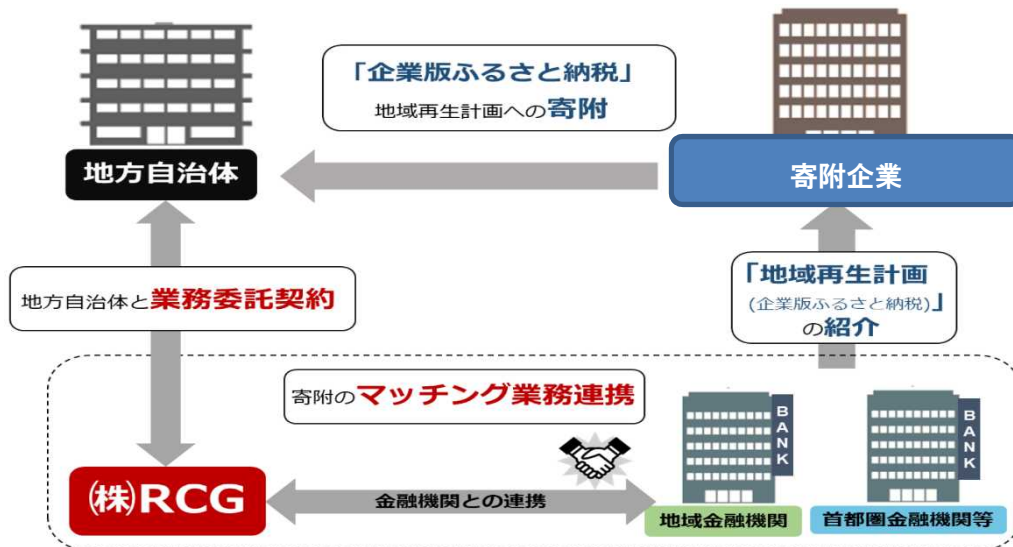 「企業版ふるさと納税」
地域再生計画への寄附
地方自治体
寄附企業
地方自治体と業務委託契約
「地域再生計画
(企業版ふるさと納税)」
の紹介
寄附のマッチング業務連携
BANK
BANK
㈱RCG
金融機関との連携
地域金融機関
首都圏金融機関等